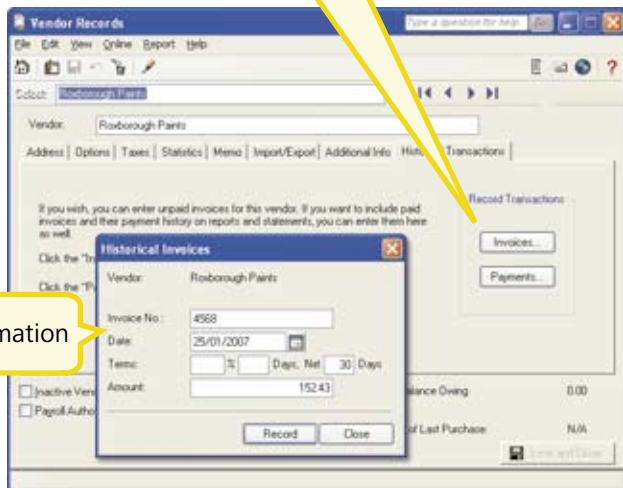 Vendor Records
Type a question for help
Go
File Edit View Online Report Help
Select: Roxborough Paints
Vendor: Roxborough Paints
Address Options Taxes Statistics Memo Import/Export Additional Info Transactions
If you wish, you can enter unpaid invoices for this vendor. If you want to include paid
invoices and their payment history on reports and statements, you can enter them here
as well.
Click the "In
Click the "P
Record Transactions
Invoices...
Payments...
Historical Invoices
Vendor: Roxborough Paints
Invoice No.: 4568
Date: 25/01/2007
Terms: % Days, Net 30 Days
Amount: 152.43
Record Close
mation
Inactive Ven
Payroll Autho
alance Owing 0.00
of Last Purchase N/A
Save and Close